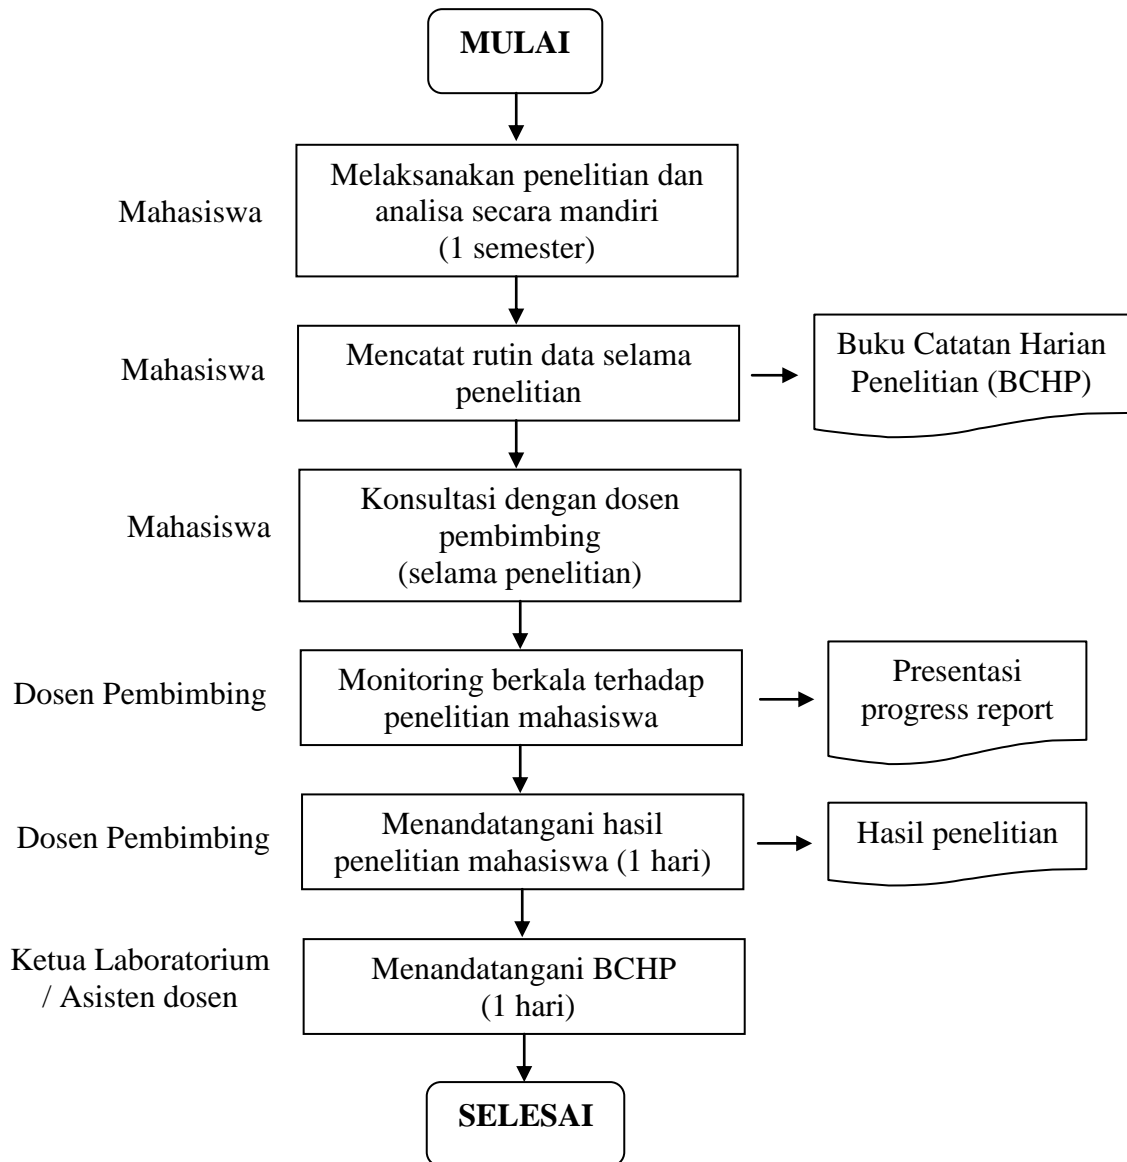 MULAI
Mahasiswa
Melaksanakan penelitian dan
analisa secara mandiri
(1 semester)
Mahasiswa
Mencatat rutin data selama
penelitian
Buku Catatan Harian
Penelitian (BCHP)
Mahasiswa
Konsultasi dengan dosen
pembimbing
(selama penelitian)
Dosen Pembimbing
Monitoring berkala terhadap
penelitian mahasiswa
Presentasi
progress report
Dosen Pembimbing
Menandatangani hasil
penelitian mahasiswa (1 hari)
Hasil penelitian
Ketua Laboratorium
/ Asisten dosen
Menandatangani BCHP
(1 hari)
SELESAI